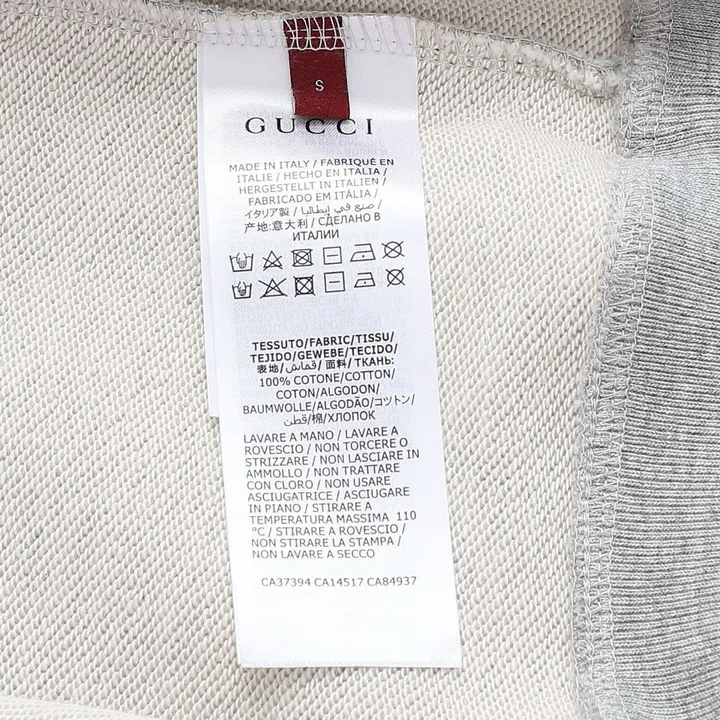 S
GUCCI
MADE IN ITALY / FABRIQUÉ EN
ITALIE / HECHO EN ITALIA /
HERGESTELLT IN ITALIEN /
FABRICADO EM ITÁLIA /
イタリア製 / صنع في إيطاليا /
产地:意大利 / СДЕЛАНО В
ИТАЛИИ
TESSUTO/FABRIC/TISSU/
TEJIDO/GEWEBE/TECIDO/
表地/قماش/ 面料/ ТКАНЬ:
100% COTONE/COTTON/
COTON/ALGODON/
BAUMWOLLE/ALGODÃO/コットン/
قطن/棉/ХЛОПОК
LAVARE A MANO / LAVARE A
ROVESCIO / NON TORCERE O
STRIZZARE / NON LASCIARE IN
AMMOLLO / NON TRATTARE
CON CLORO / NON USARE
ASCIUGATRICE / ASCIUGARE
IN PIANO / STIRARE A
TEMPERATURA MASSIMA 110
°C / STIRARE A ROVESCIO /
NON STIRARE LA STAMPA /
NON LAVARE A SECCO
CA37394 CA14517 CA84937